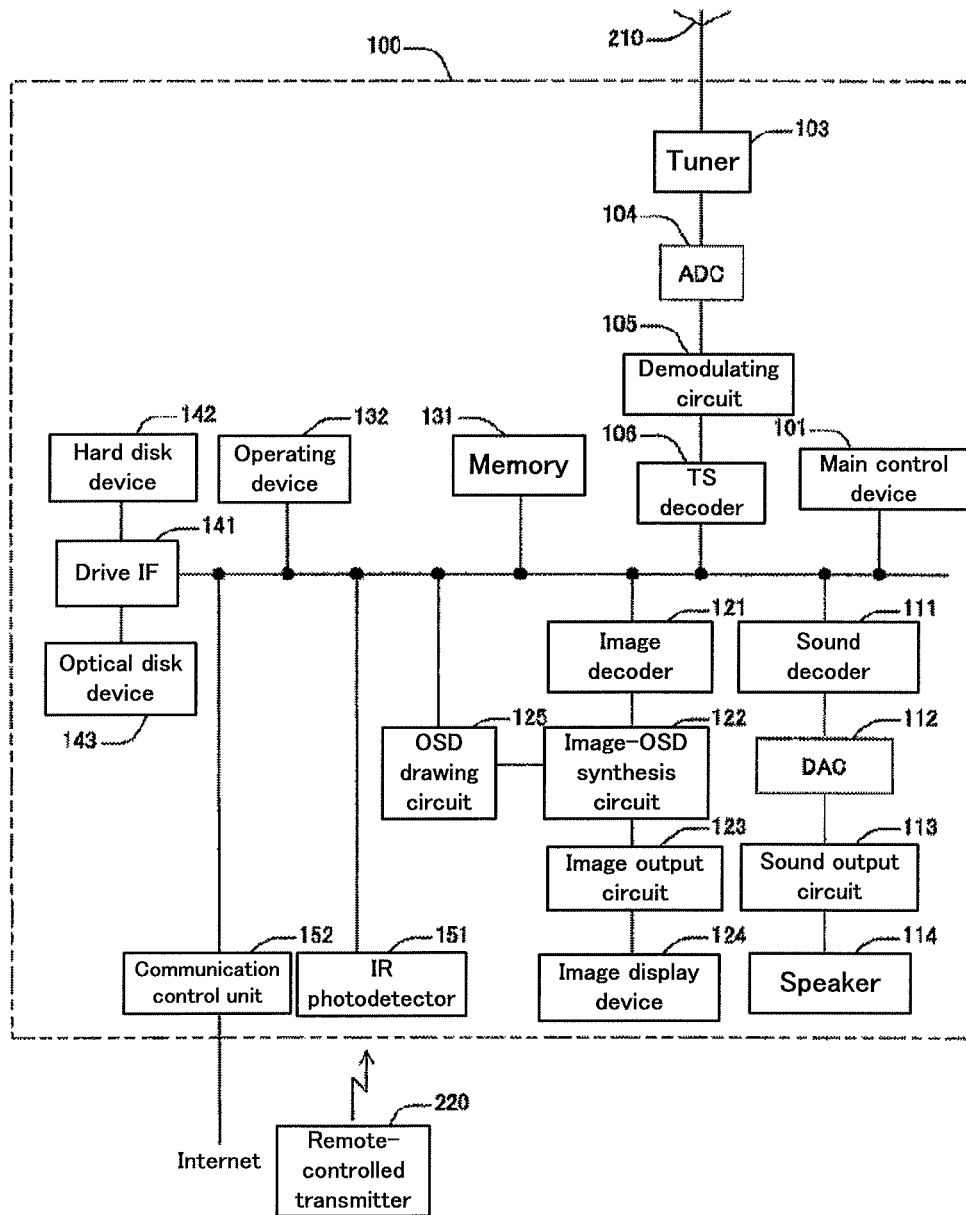 210
100
103
Tuner
104
ADC
105
Demodulating
circuit
142
132
131
106
101
Hard disk
device
Operating
device
Memory
TS
decoder
Main control
device
141
Drive IF
121
111
Image
decoder
Sound
decoder
Optical disk
device
143
125
122
112
OSD
drawing
circuit
Image-OSD
synthesis
circuit
DAC
123
113
Image output
circuit
Sound output
circuit
152
151
124
114
Communication
control unit
IR
photodetector
Image display
device
Speaker
220
Internet
Remote-
controlled
transmitter